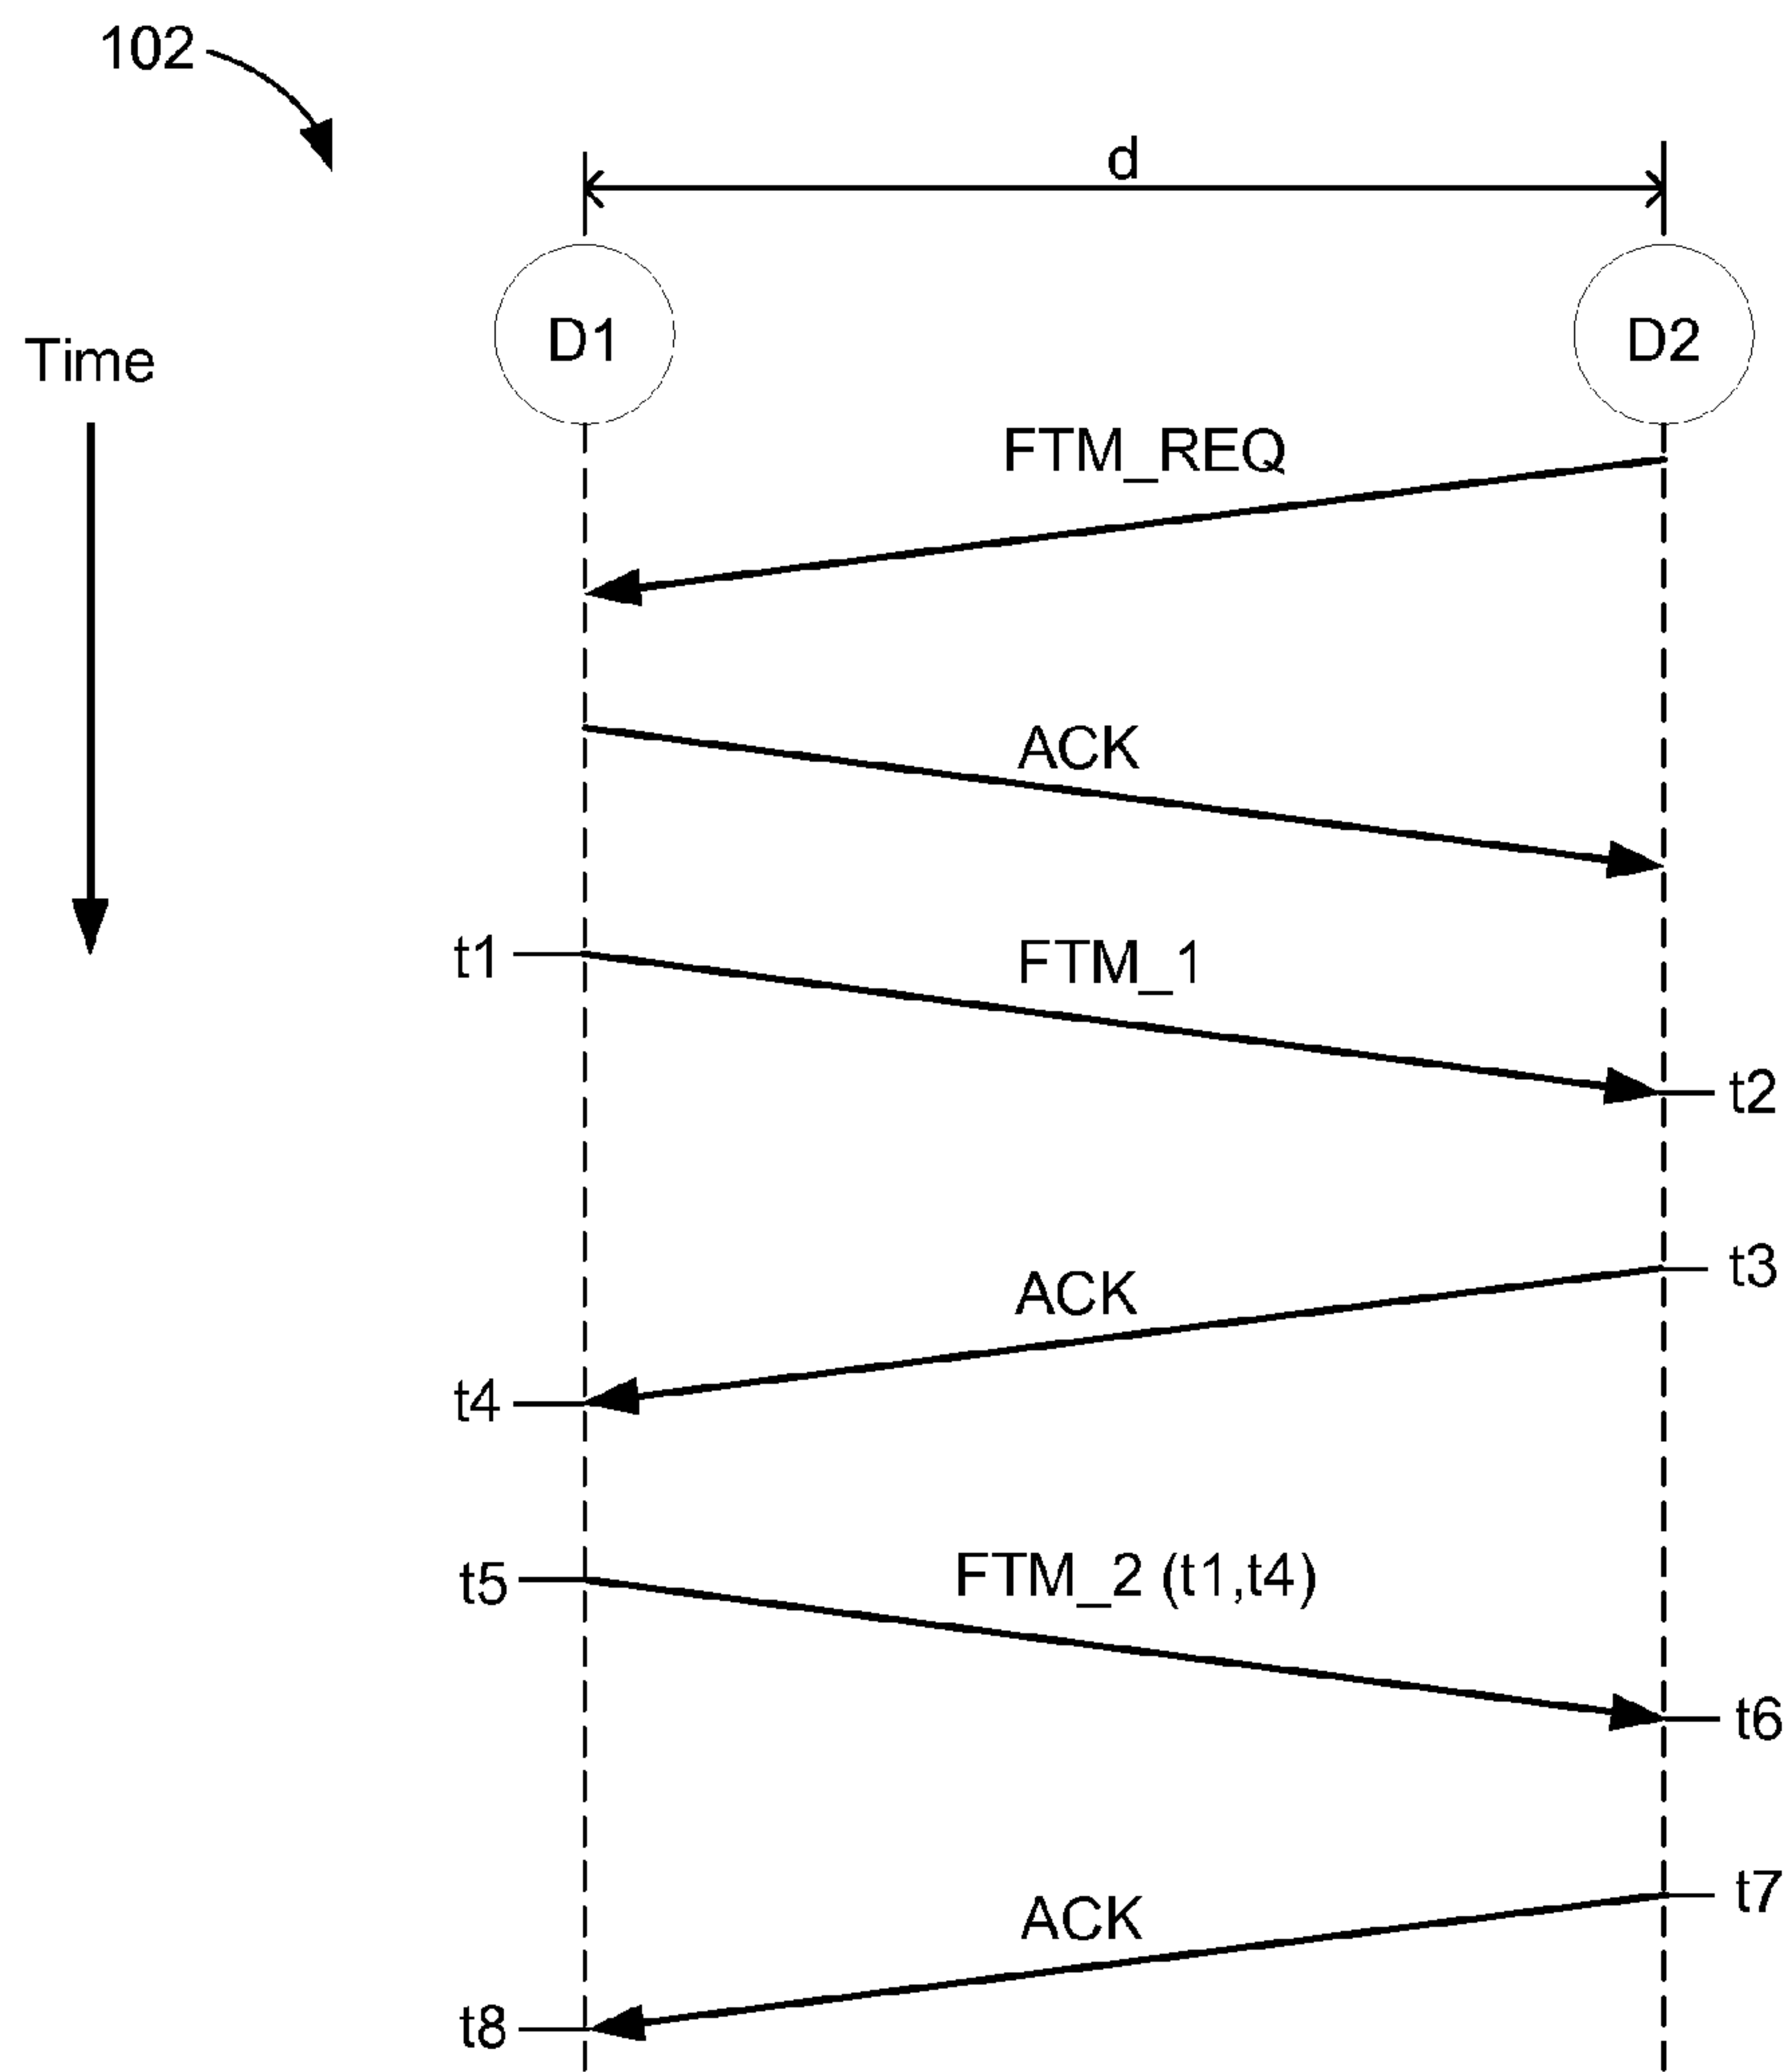 102
d
D1
D2
Time
FTM_REQ
ACK
t1
FTM_1
t2
t3
ACK
t4
t5
FTM_2 (t1,t4)
t6
t7
ACK
t8